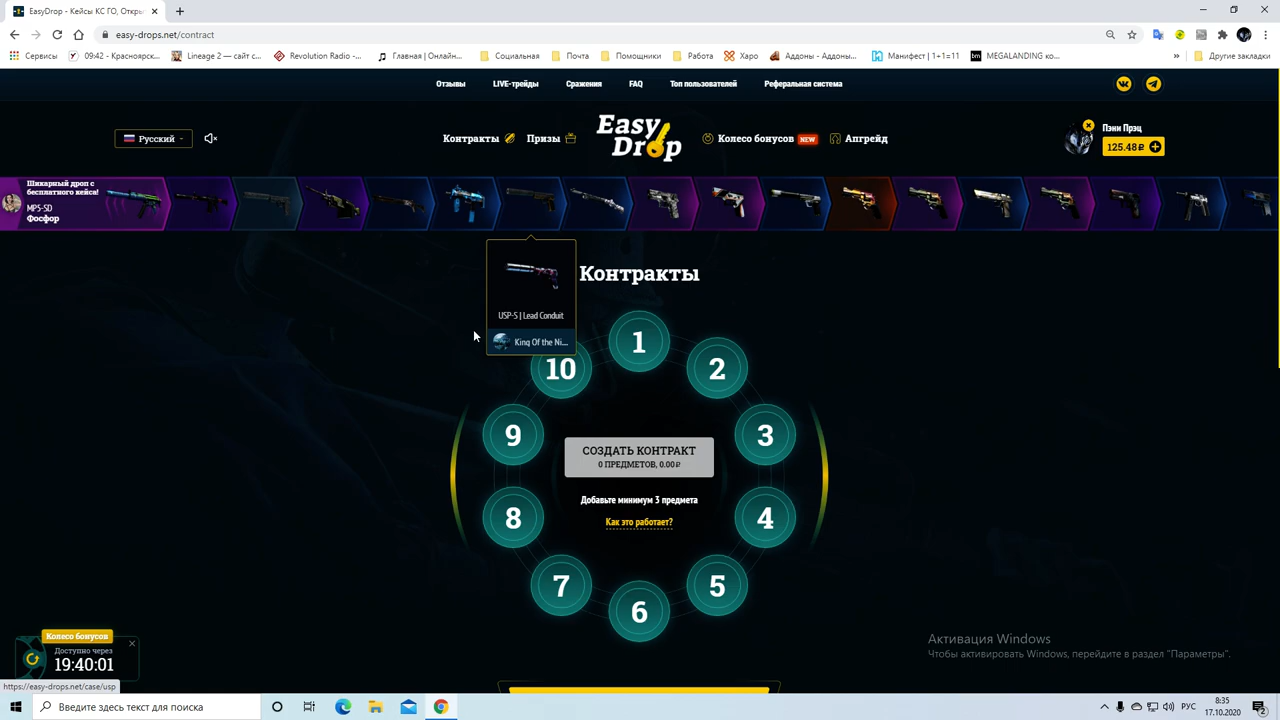 EasyDrop - Кейсы КС ГО, Откры
easy-drops.net/contract
Сервисы
09:42 - Красноярск...
Lineage 2 — сайт с...
Revolution Radio -...
Главная | Онлайн...
Социальная
Почта
Помощники
Работа
Харо
Аддоны - Аддоны...
Манифест | 1+1=11
bm
MEGALANDING ко...
»
Другие закладки
Отзывы
LIVE-трейды
Сражения
FAQ
Топ пользователей
Реферальная система
Русский
Контракты
Призы
Easy
Drop
Колесо бонусов
NEW
Апгрейд
Пэни Прэц
125.48₽
Шикарный дроп с
бесплатного кейса!
MP5-SD
Фосфор
USP-S | Lead Conduit
King Of the Ni...
Контракты
1
2
3
4
5
6
7
8
9
10
СОЗДАТЬ КОНТРАКТ
0 ПРЕДМЕТОВ, 0.00₽
Добавьте минимум 3 предмета
Как это работает?
Колесо бонусов
Доступно через
19:40:01
Активация Windows
Чтобы активировать Windows, перейдите в раздел "Параметры".
https://easy-drops.net/case/usp
Введите здесь текст для поиска
РУС
8:35
17.10.2020
2